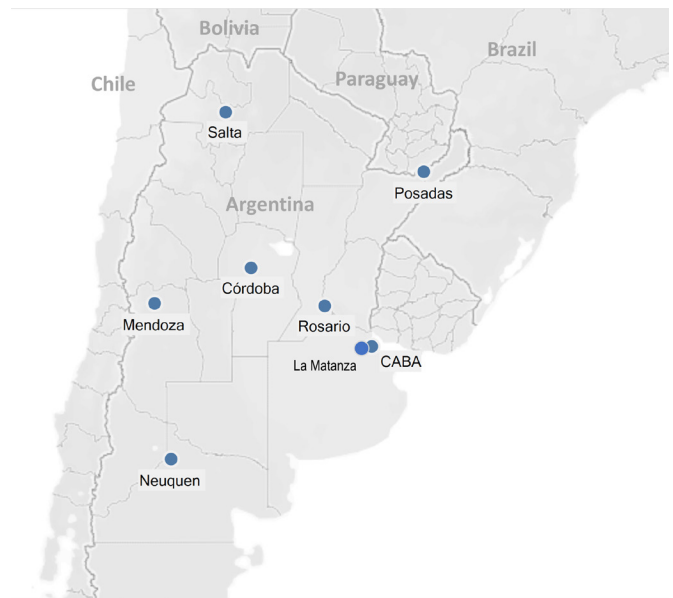 Bolivia
Brazil
Chile
Paraguay
Salta
Posadas
Argentina
Córdoba
Mendoza
Rosario
La Matanza
CABA
Neuquen